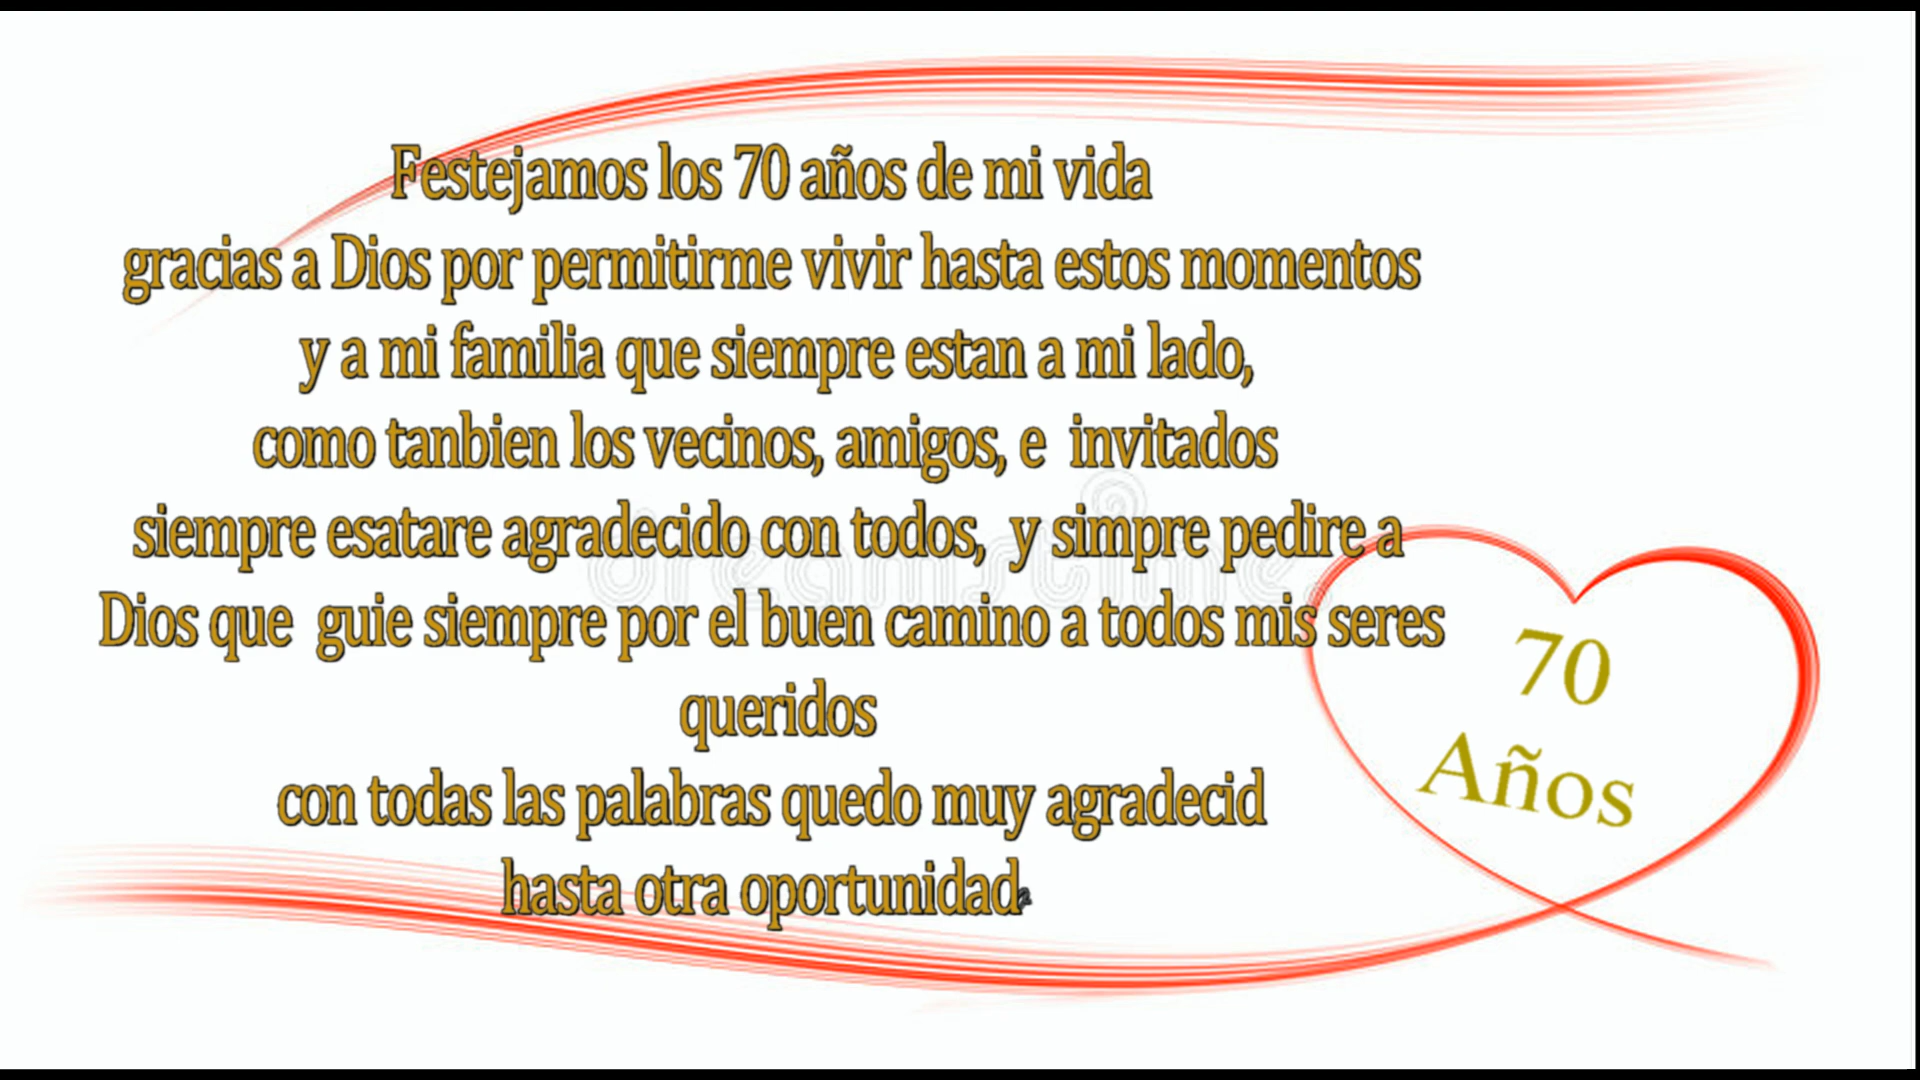 Festejamos los 70 años de mi vida
gracias a Dios por permitirme vivir hasta estos momentos
y a mi familia que siempre estan a mi lado,
como tanbien los vecinos, amigos, e invitados
siempre esatare agradecido con todos, y simpre pedire a
Dios que guie siempre por el buen camino a todos mis seres
queridos
con todas las palabras quedo muy agradecid
hasta otra oportunidad
70
Años
dreamstime